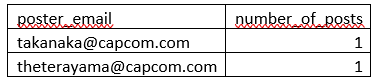 poster_email number_of_posts
takanaka@capcom.com 1
theterayama@capcom.com 1